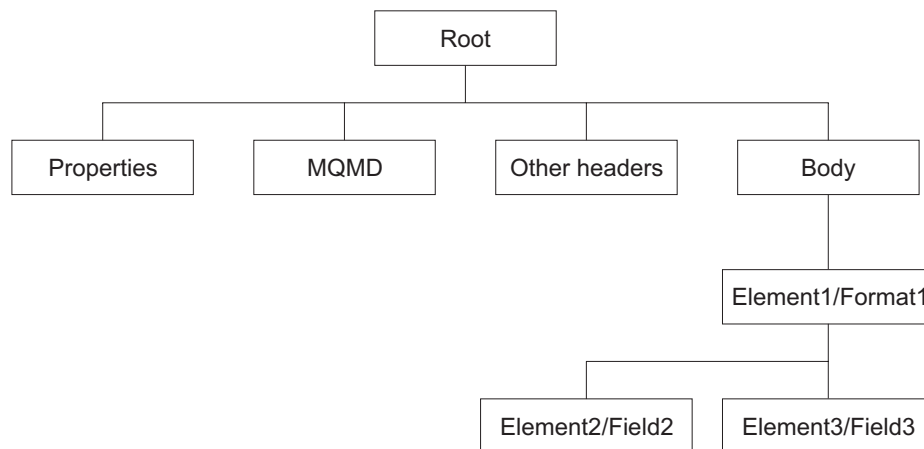 Root
Properties
MQMD
Other headers
Body
Element1/Format1
Element2/Field2
Element3/Field3